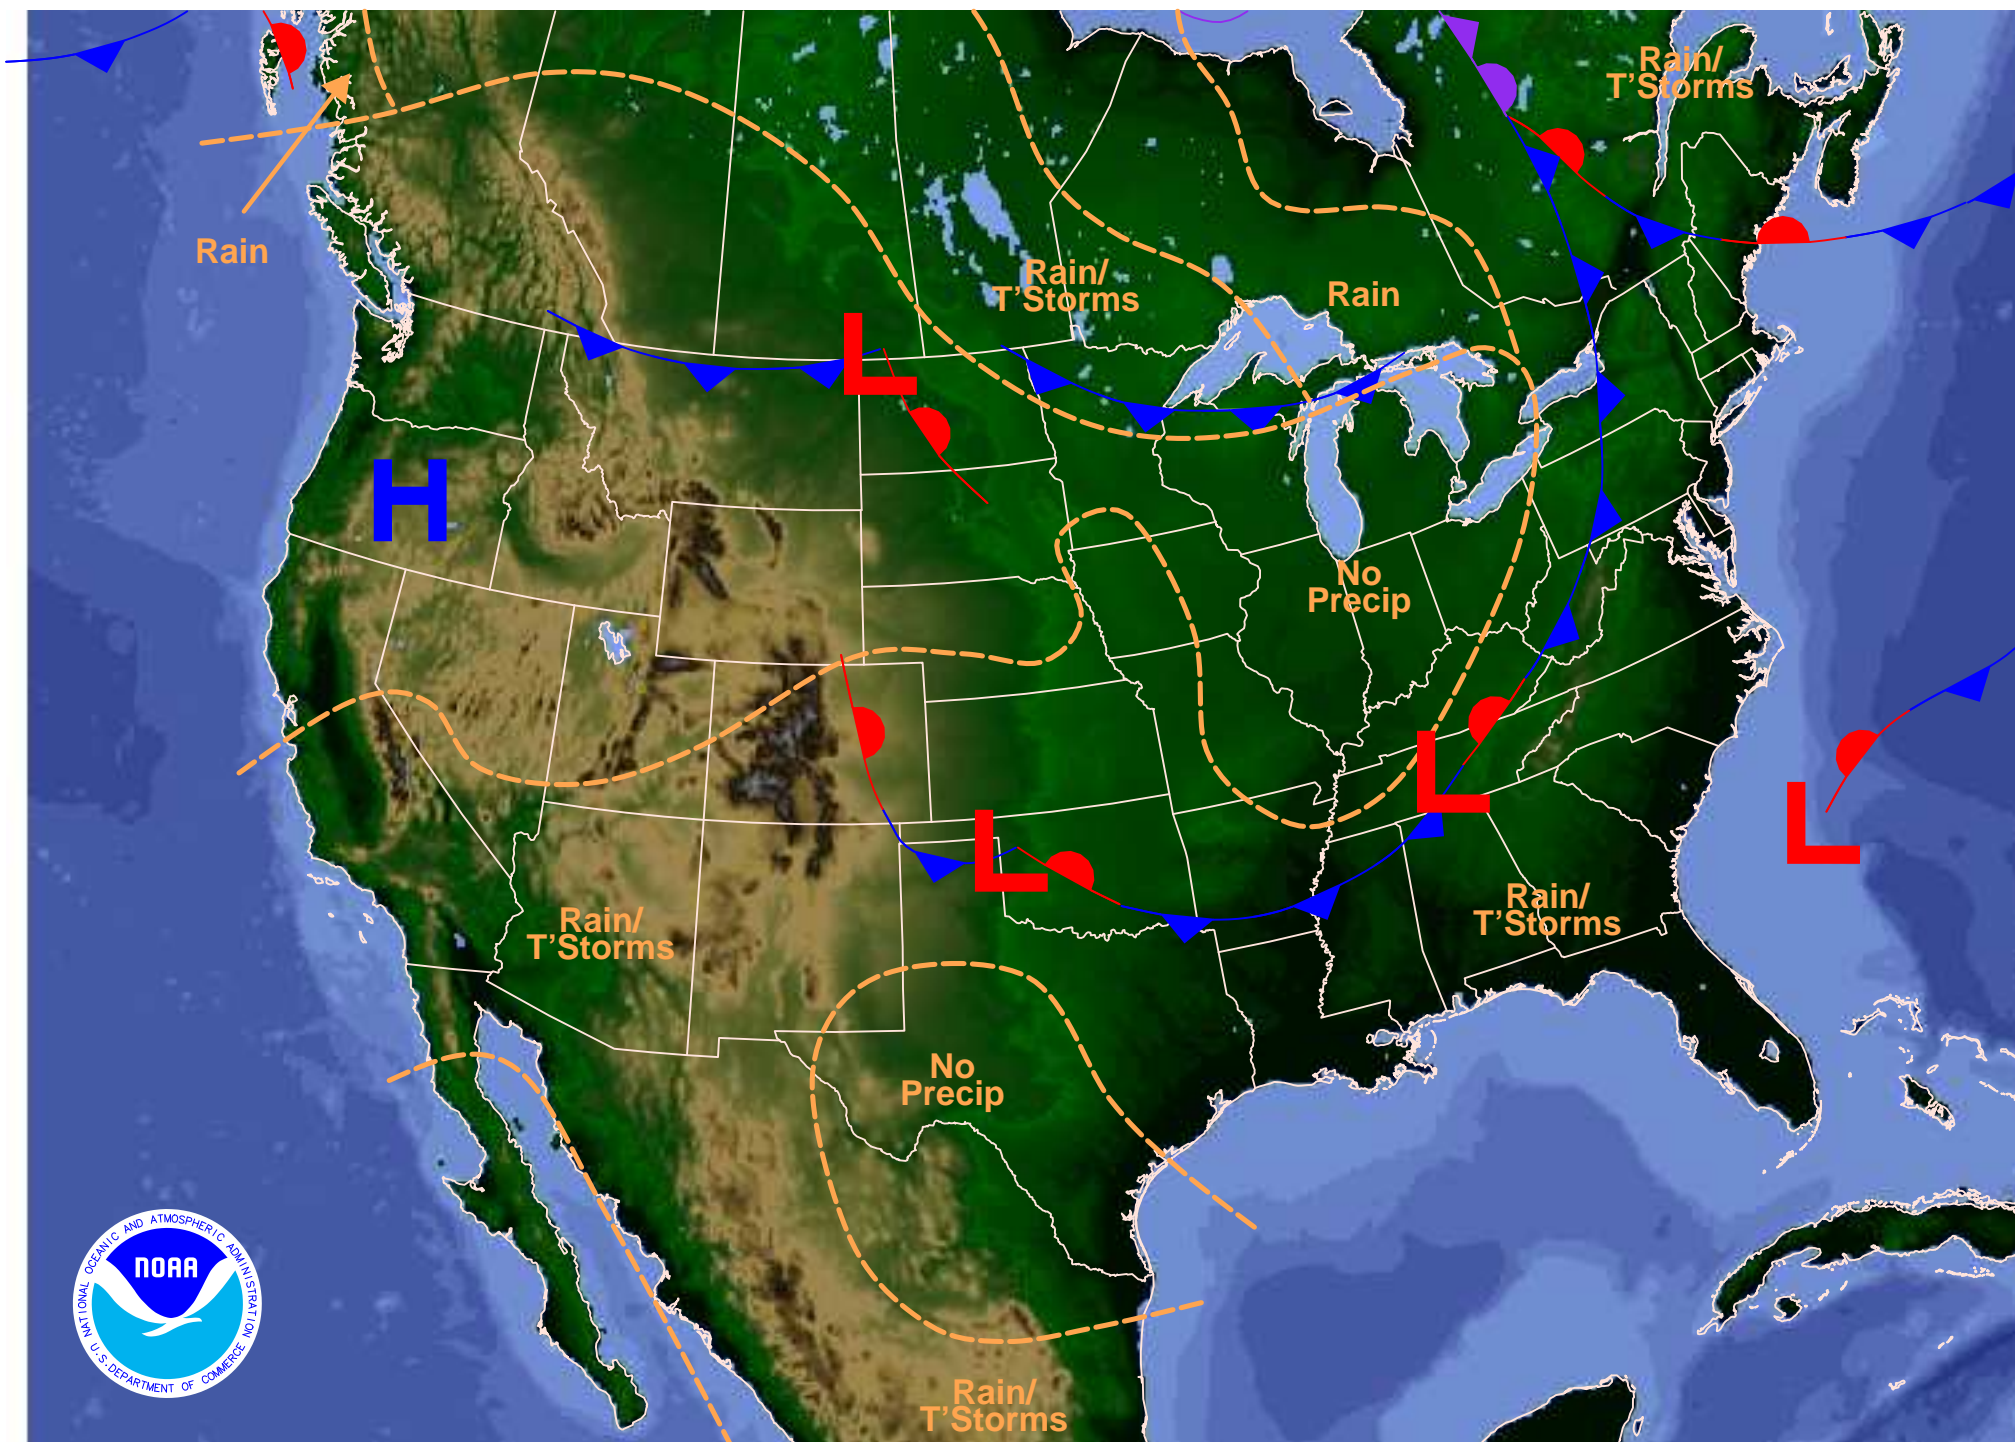 Rain/
T'Storms
Rain
Rain/
T'Storms
Rain
L
H
No
Precip
L
L
L
Rain/
T'Storms
Rain/
T'Storms
No
Precip
NATIONAL OCEANIC AND ATMOSPHERIC ADMINISTRATION
NOAA
U.S. DEPARTMENT OF COMMERCE
Rain/
T'Storms